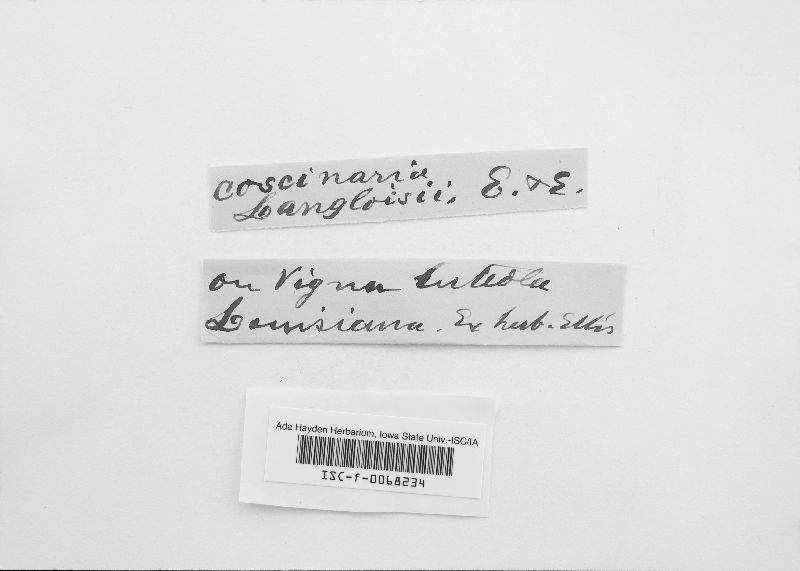 coscinaria
Langloisii. E. & E.
on Vigna luteola
Louisiana. Ex herb. Ellis
Ada Hayden Herbarium, Iowa State Univ.-ISC/IA
ISC-f-0068234